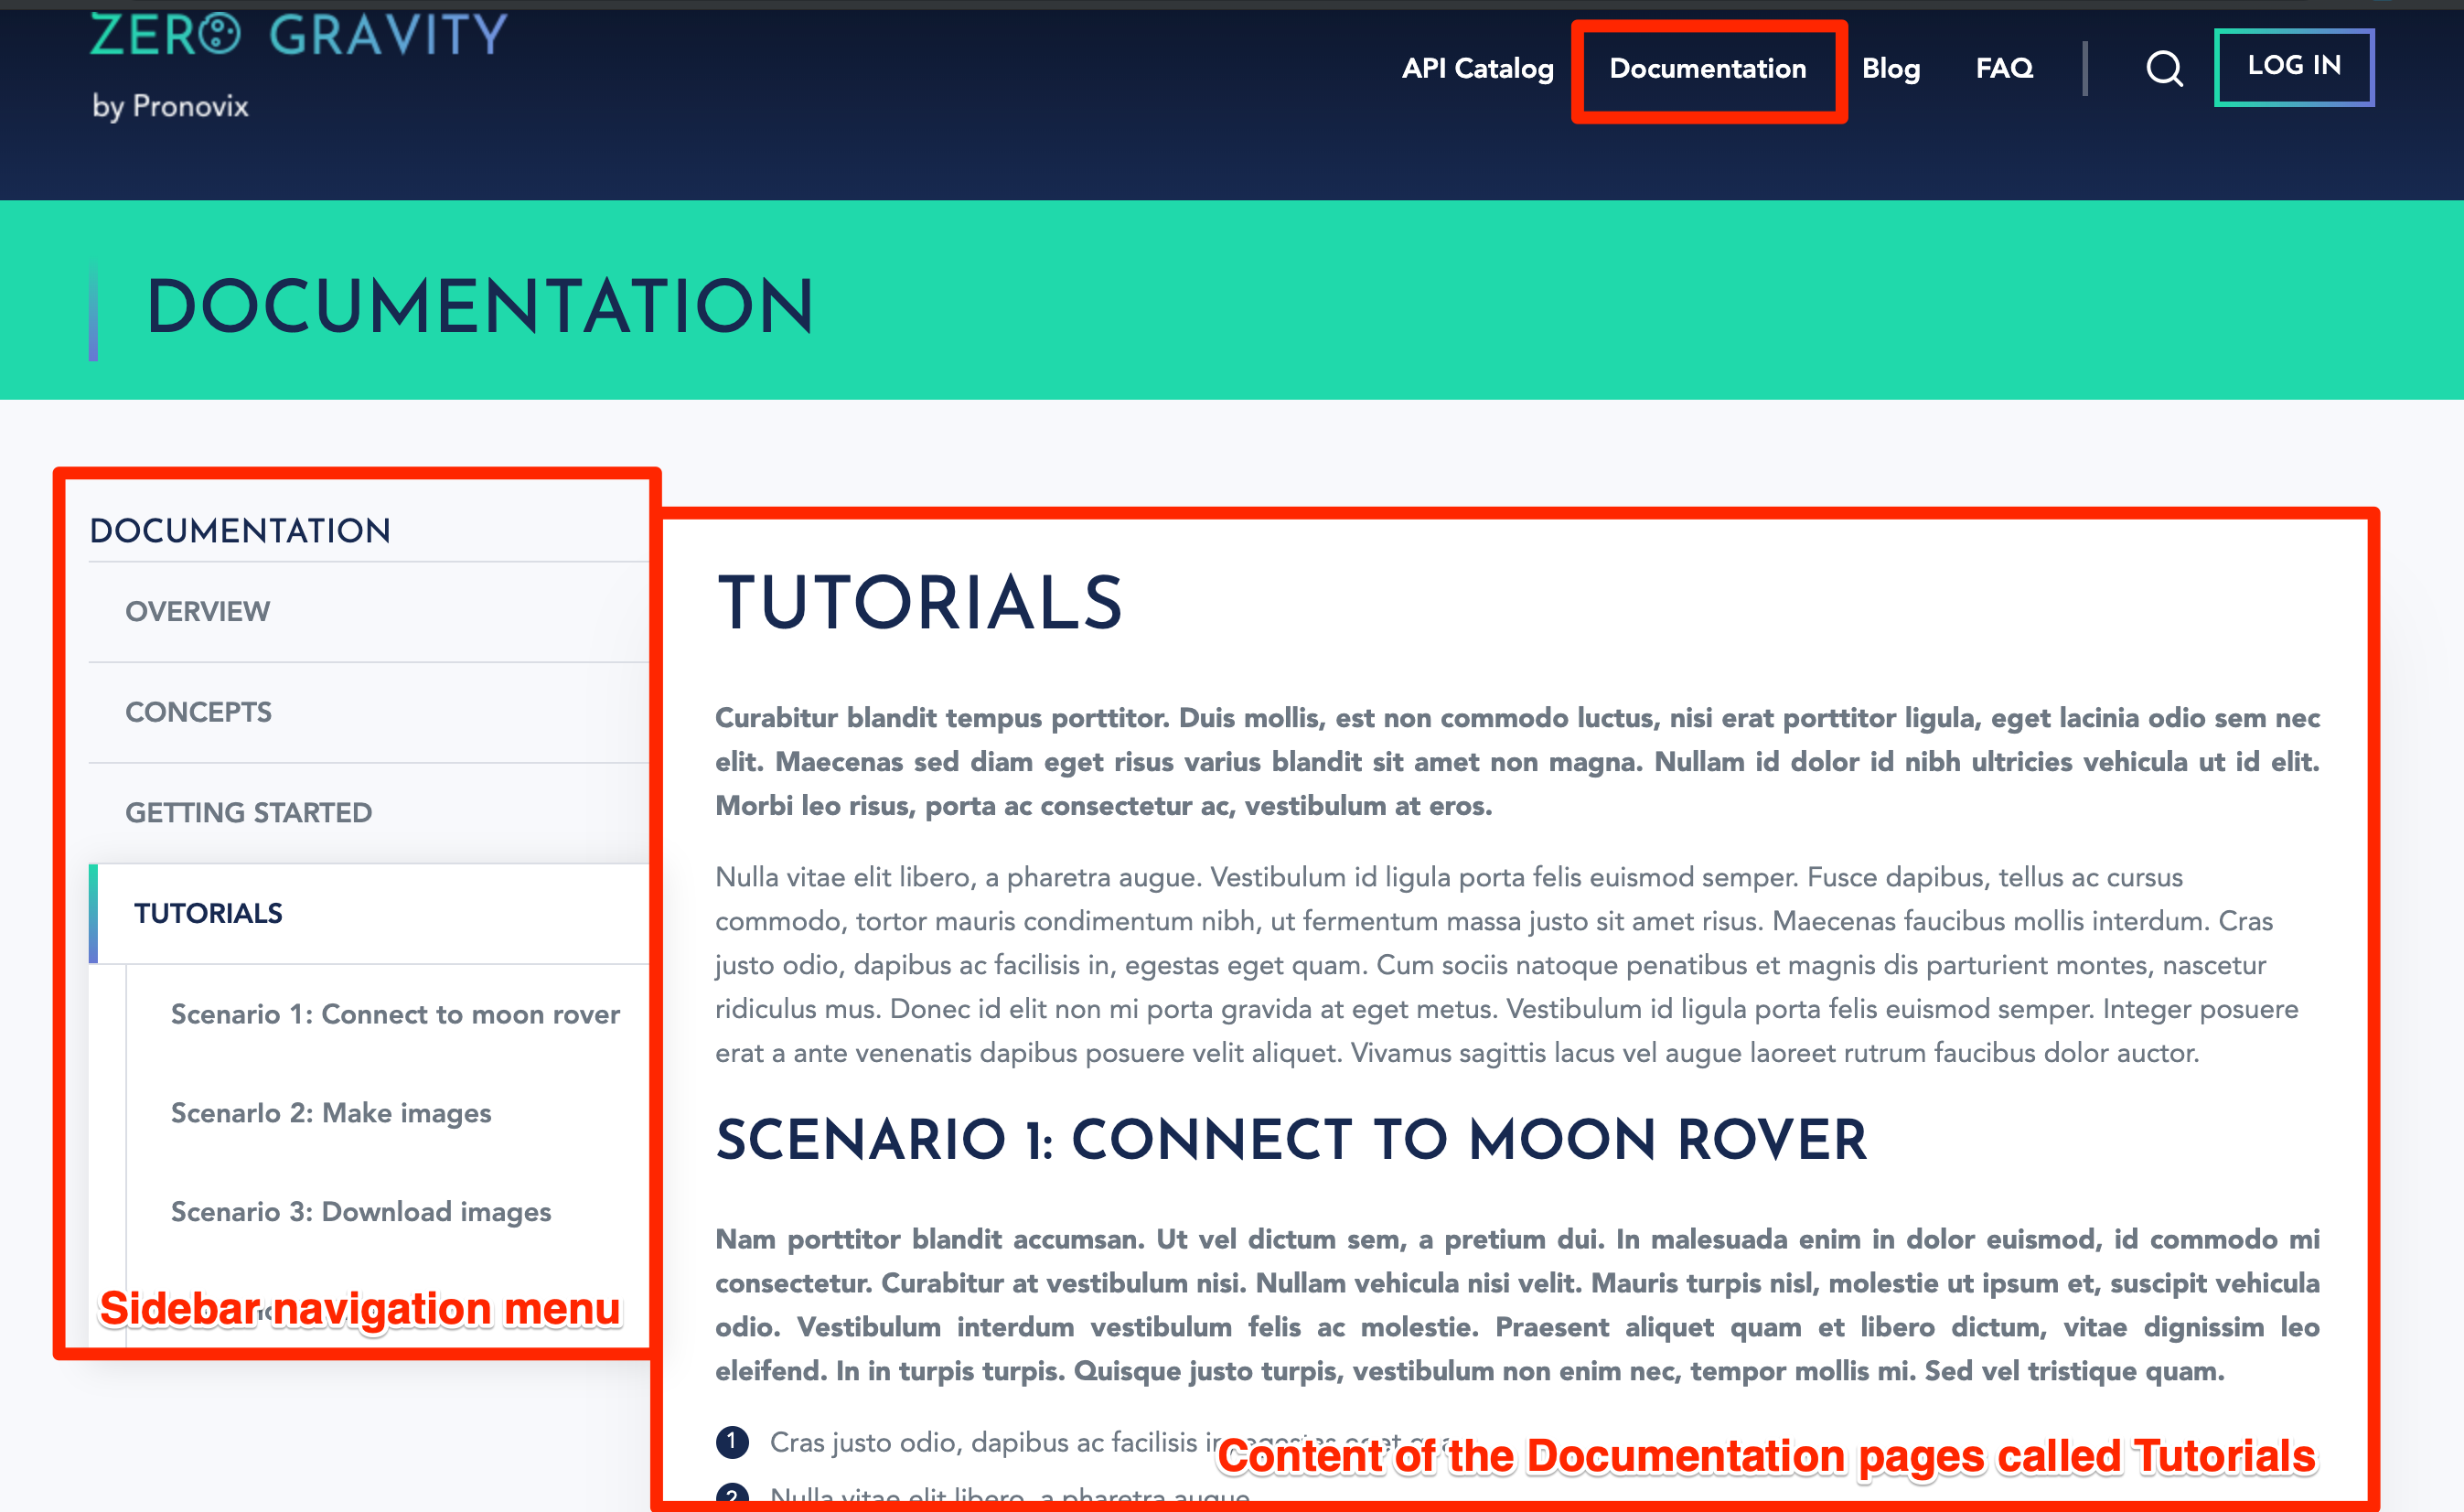 ZERO GRAVITY
by Pronovix
API Catalog
Documentation
Blog
FAQ
LOG IN
DOCUMENTATION
DOCUMENTATION
OVERVIEW
CONCEPTS
GETTING STARTED
TUTORIALS
Scenario 1: Connect to moon rover
ScenarIo 2: Make images
Scenario 3: Download images
Sidebar navigation menu
TUTORIALS
Curabitur blandit tempus porttitor. Duis mollis, est non commodo luctus, nisi erat porttitor ligula, eget lacinia odio sem nec
elit. Maecenas sed diam eget risus varius blandit sit amet non magna. Nullam id dolor id nibh ultricies vehicula ut id elit.
Morbi leo risus, porta ac consectetur ac, vestibulum at eros.
Nulla vitae elit libero, a pharetra augue. Vestibulum id ligula porta felis euismod semper. Fusce dapibus, tellus ac cursus
commodo, tortor mauris condimentum nibh, ut fermentum massa justo sit amet risus. Maecenas faucibus mollis interdum. Cras
justo odio, dapibus ac facilisis in, egestas eget quam. Cum sociis natoque penatibus et magnis dis parturient montes, nascetur
ridiculus mus. Donec id elit non mi porta gravida at eget metus. Vestibulum id ligula porta felis euismod semper. Integer posuere
erat a ante venenatis dapibus posuere velit aliquet. Vivamus sagittis lacus vel augue laoreet rutrum faucibus dolor auctor.
SCENARIO 1: CONNECT TO MOON ROVER
Nam porttitor blandit accumsan. Ut vel dictum sem, a pretium dui. In malesuada enim in dolor euismod, id commodo mi
consectetur. Curabitur at vestibulum nisi. Nullam vehicula nisi velit. Mauris turpis nisl, molestie ut ipsum et, suscipit vehicula
odio. Vestibulum interdum vestibulum felis ac molestie. Praesent aliquet quam et libero dictum, vitae dignissim leo
eleifend. In in turpis turpis. Quisque justo turpis, vestibulum non enim nec, tempor mollis mi. Sed vel tristique quam.
1 Cras justo odio, dapibus ac facilisis
Content of the Documentation pages called Tutorials
2 Nulla vitae elit libero, a pharetra augue